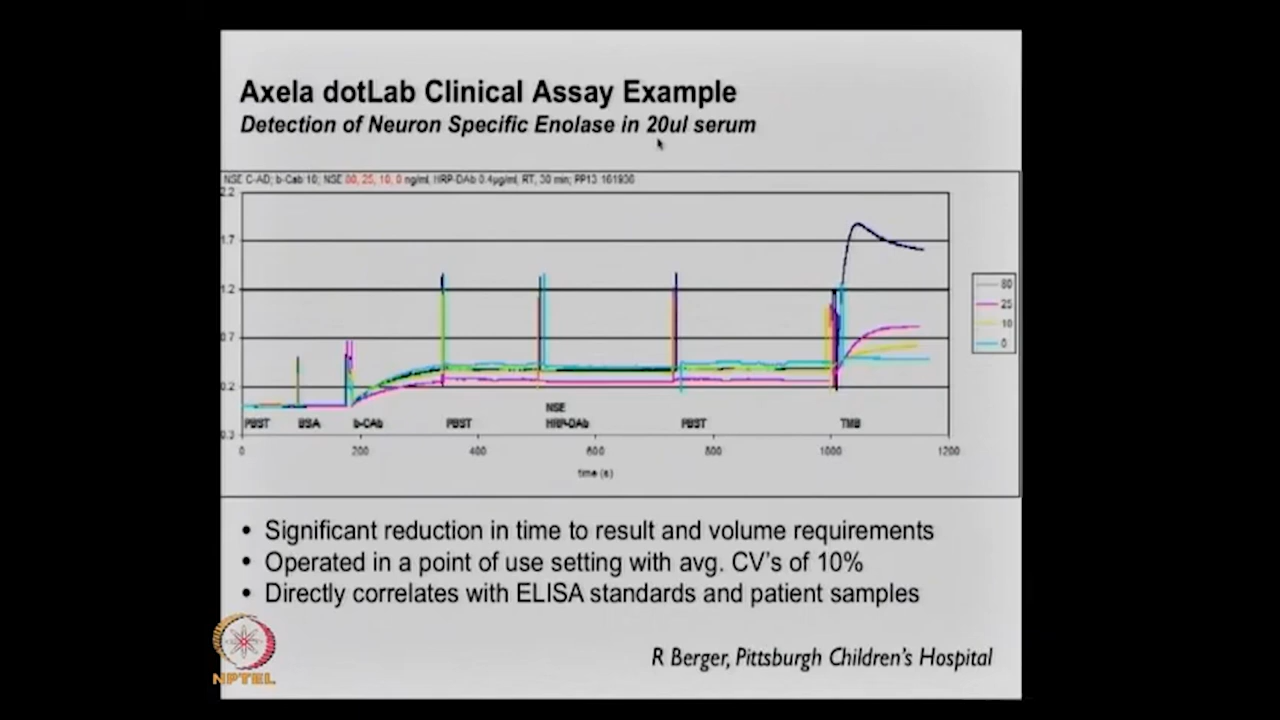 Axela dotLab Clinical Assay Example
Detection of Neuron Specific Enolase in 20ul serum
NSE C-AD; b-Cab 10; NSE 80, 25, 10, 0 ng/ml, HRP-DAb 0.4µg/ml, RT, 30 min; PP13 161936
2.2
1.7
1.2
0.7
0.2
0.3
80
25
10
0
NSE
PBST BSA b-CAb PBST HRP-DAb PBST TMB
0 200 400 600 800 1000 1200
time (s)
• Significant reduction in time to result and volume requirements
• Operated in a point of use setting with avg. CV's of 10%
• Directly correlates with ELISA standards and patient samples
R Berger, Pittsburgh Children's Hospital
NPTEL